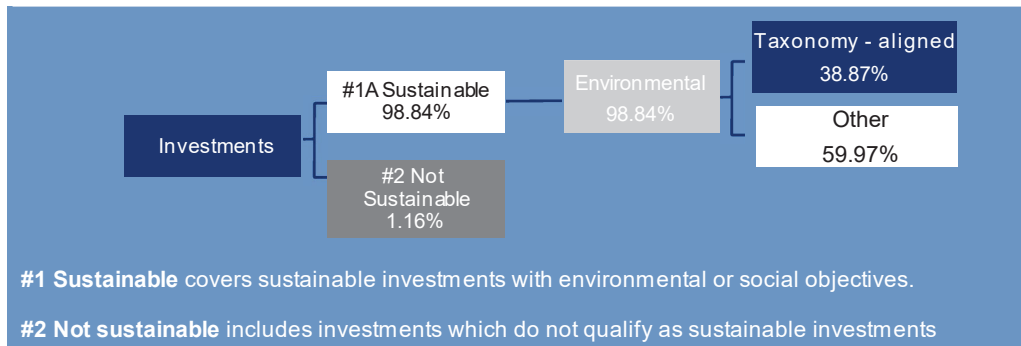 Investments
#1A Sustainable
98.84%
#2 Not
Sustainable
1.16%
Environmental
98.84%
Taxonomy - aligned
38.87%
Other
59.97%
#1 Sustainable covers sustainable investments with environmental or social objectives.
#2 Not sustainable includes investments which do not qualify as sustainable investments